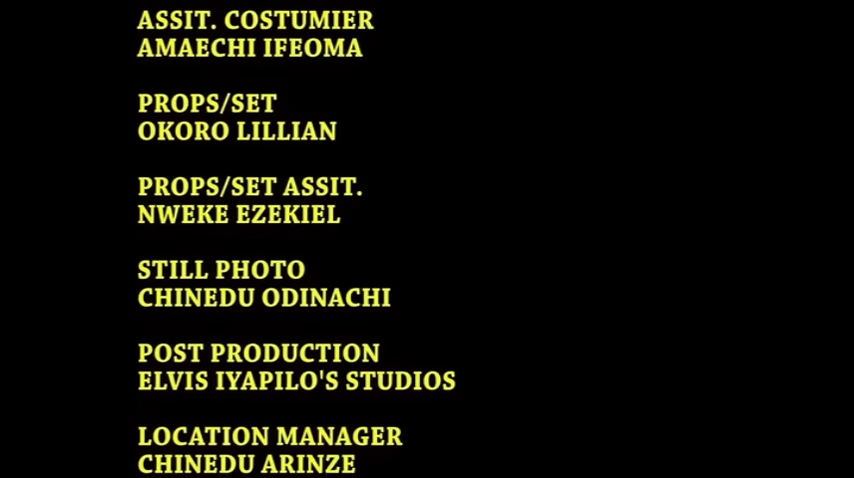 ASSIT. COSTUMIER
AMAECHI IFEOMA
PROPS/SET
OKORO LILLIAN
PROPS/SET ASSIT.
NWEKE EZEKIEL
STILL PHOTO
CHINEDU ODINACHI
POST PRODUCTION
ELVIS IYAPILO'S STUDIOS
LOCATION MANAGER
CHINEDU ARINZE